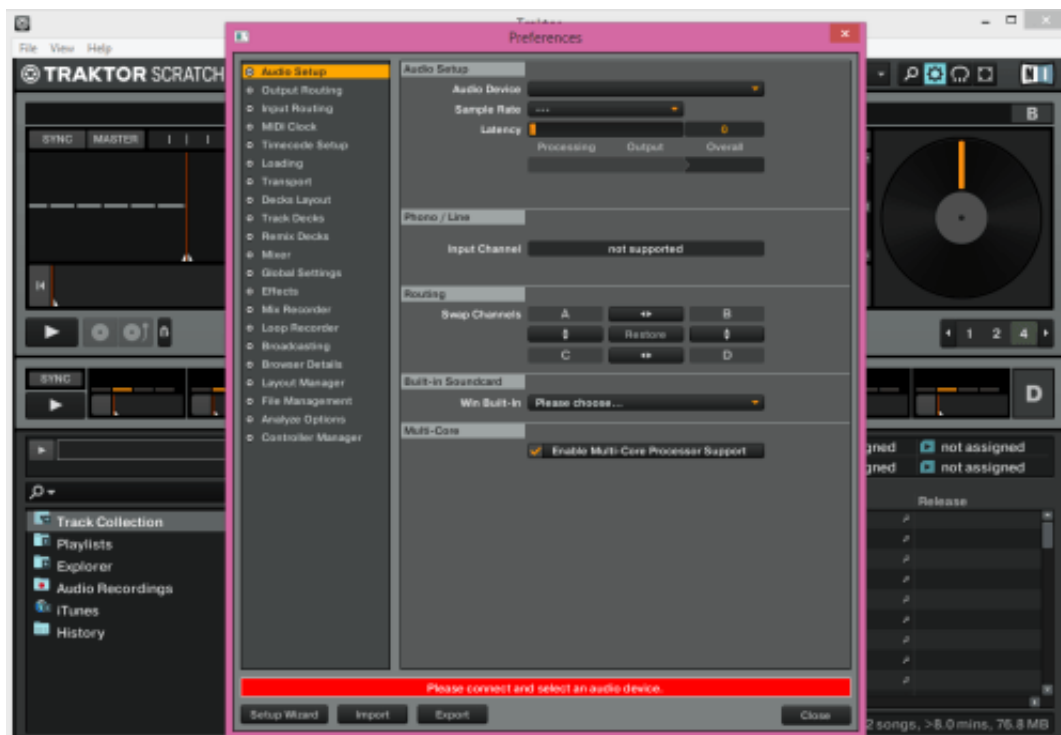 Traktor
Preferences
File View Help
TRAKTOR SCRATCH
B
SYNC MASTER
1 2 4
SYNC
D
Audio Setup
Output Routing
Input Routing
MIDI Clock
Timecode Setup
Loading
Transport
Decks Layout
Track Decks
Remix Decks
Mixer
Global Settings
Effects
Mix Recorder
Loop Recorder
Broadcasting
Browser Details
Layout Manager
File Management
Analyze Options
Controller Manager
Audio Setup
Audio Device
Sample Rate ---
Latency 0
Processing Output Overall
Phono / Line
Input Channel not supported
Routing
Swap Channels A B
Restore
C D
Built-in Soundcard
Win Built-In Please choose...
Multi-Core
Enable Multi-Core Processor Support
gned not assigned
gned not assigned
Release
Track Collection
Playlists
Explorer
Audio Recordings
iTunes
History
Please connect and select an audio device.
Setup Wizard Import Export Close
2 songs, >8.0 mins, 76.8 MB